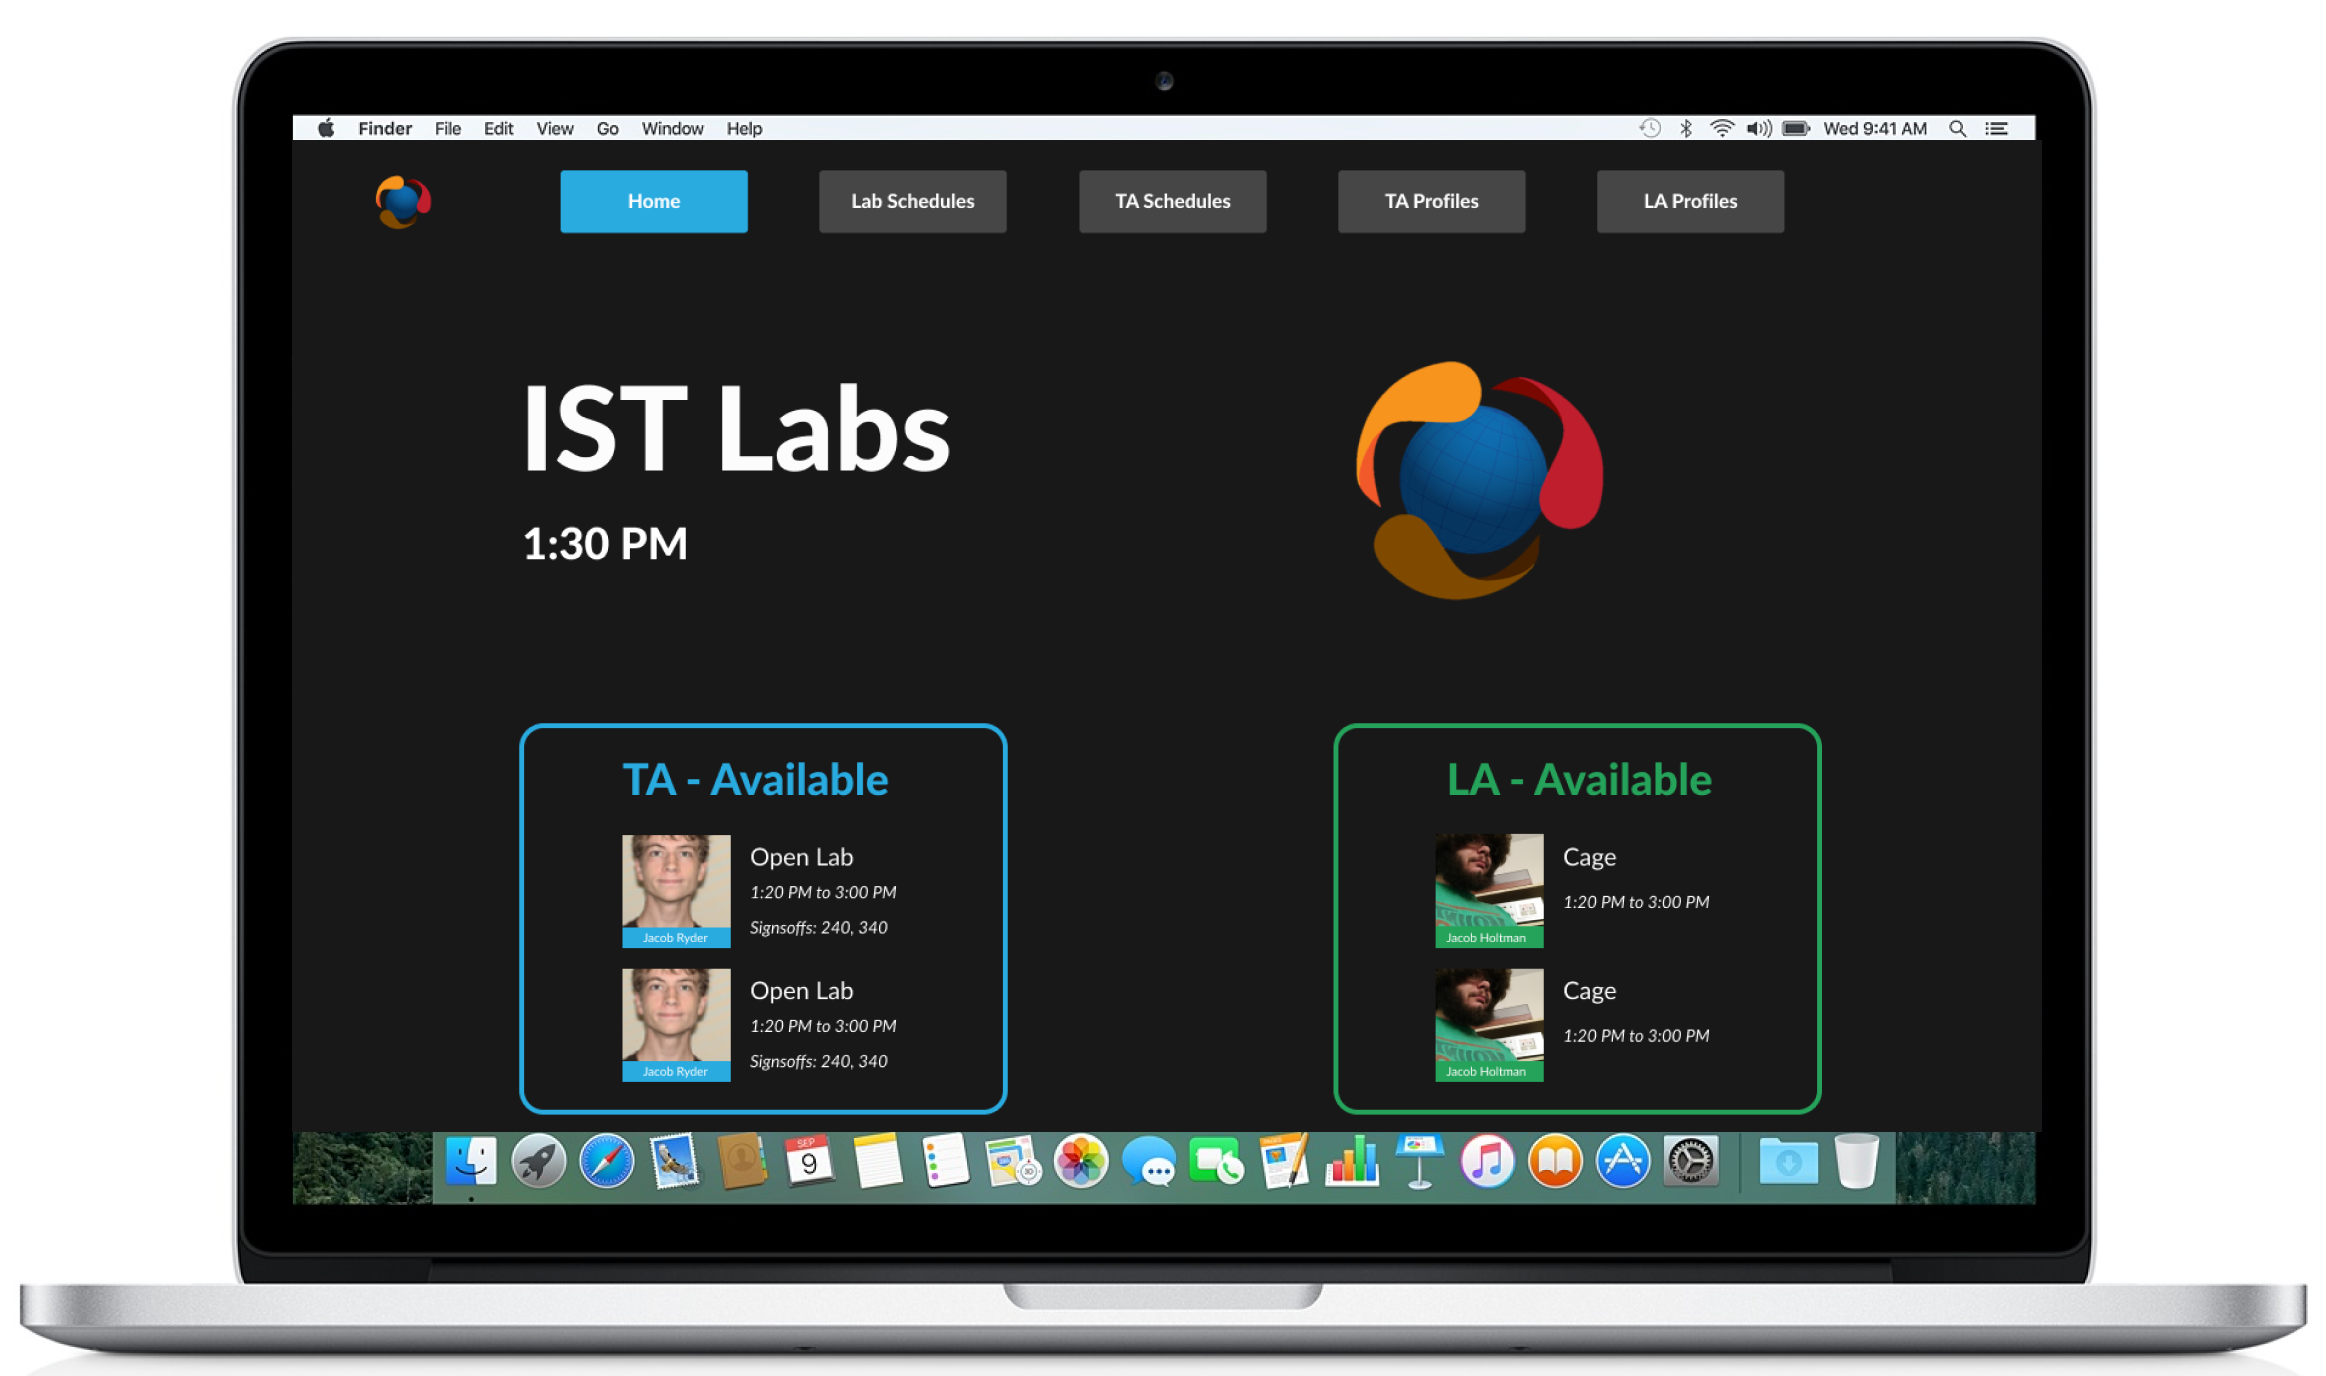 Finder File Edit View Go Window Help Wed 9:41 AM
Home Lab Schedules TA Schedules TA Profiles LA Profiles
IST Labs
1:30 PM
TA - Available
Open Lab
1:20 PM to 3:00 PM
Signsoffs: 240, 340
Jacob Ryder
Open Lab
1:20 PM to 3:00 PM
Signsoffs: 240, 340
Jacob Ryder
LA - Available
Cage
1:20 PM to 3:00 PM
Jacob Holtman
Cage
1:20 PM to 3:00 PM
Jacob Holtman
SEP
9
3D